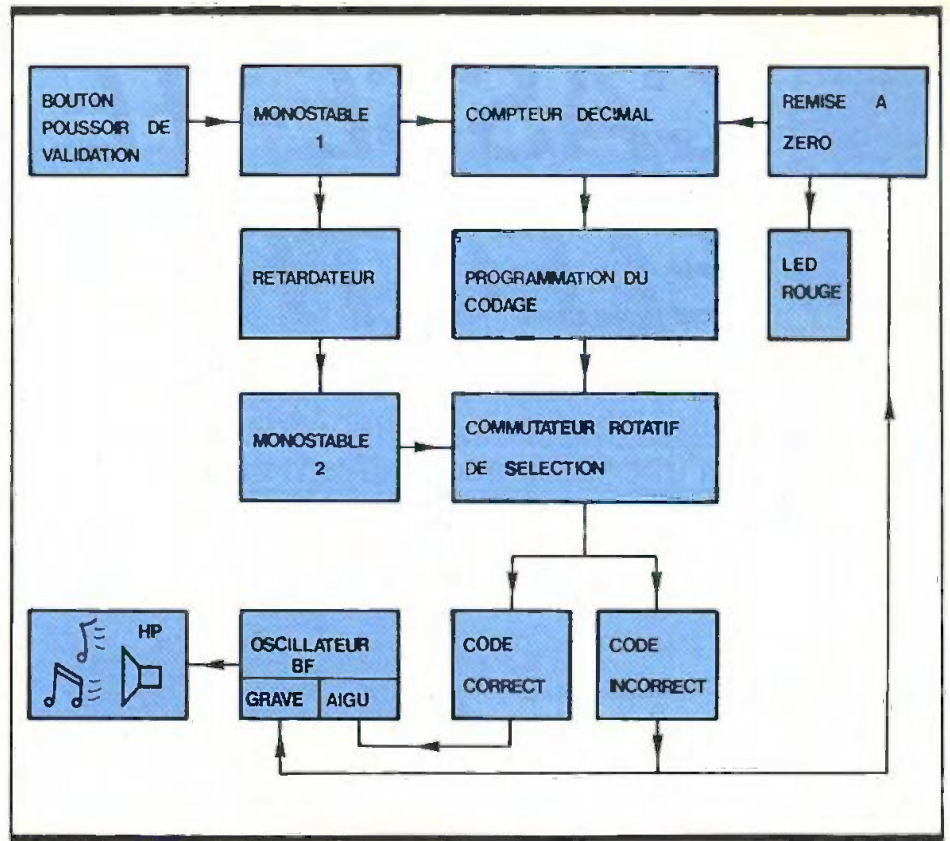 BOUTON
POUSSOIR DE
VALIDATION
MONOSTABLE
1
COMPTEUR DECIMAL
REMISE A
ZERO
RETARDATEUR
PROGRAMMATION DU
CODAGE
LED
ROUGE
MONOSTABLE
2
COMMUTATEUR ROTATIF
DE SELECTION
HP
OSCILLATEUR
BF
GRAVE
AIGU
CODE
CORRECT
CODE
INCORRECT